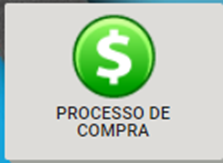 $
PROCESSO DE
COMPRA